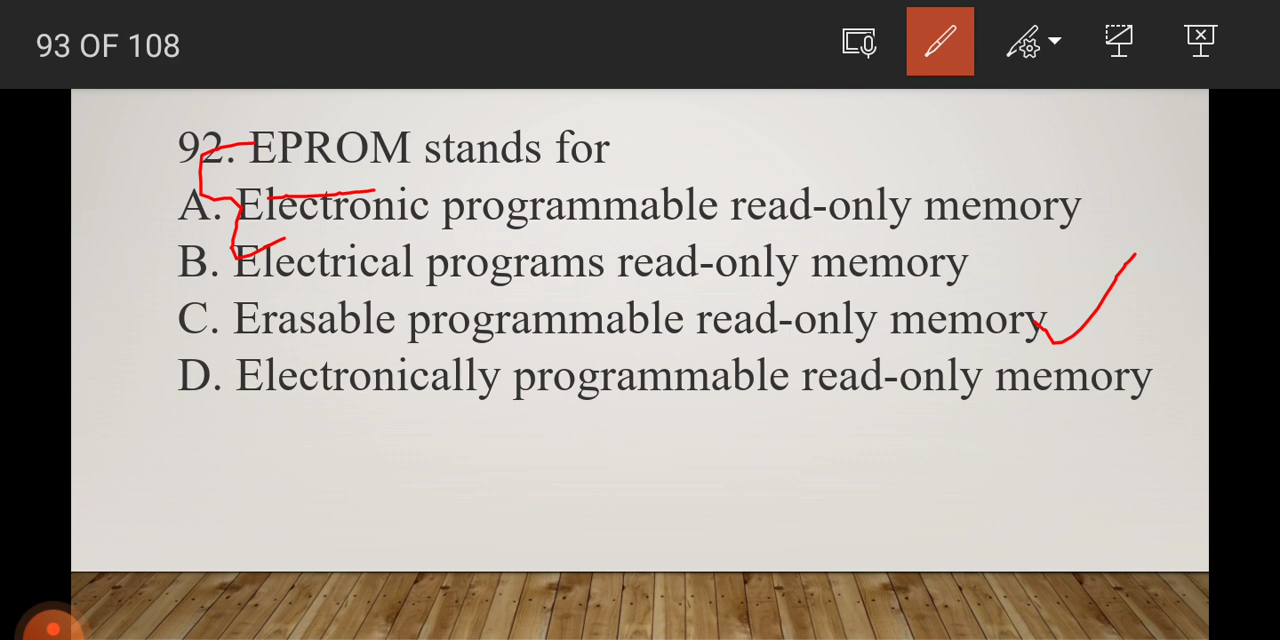 93 OF 108
92. EPROM stands for
A. Electronic programmable read-only memory
B. Electrical programs read-only memory
C. Erasable programmable read-only memory
D. Electronically programmable read-only memory